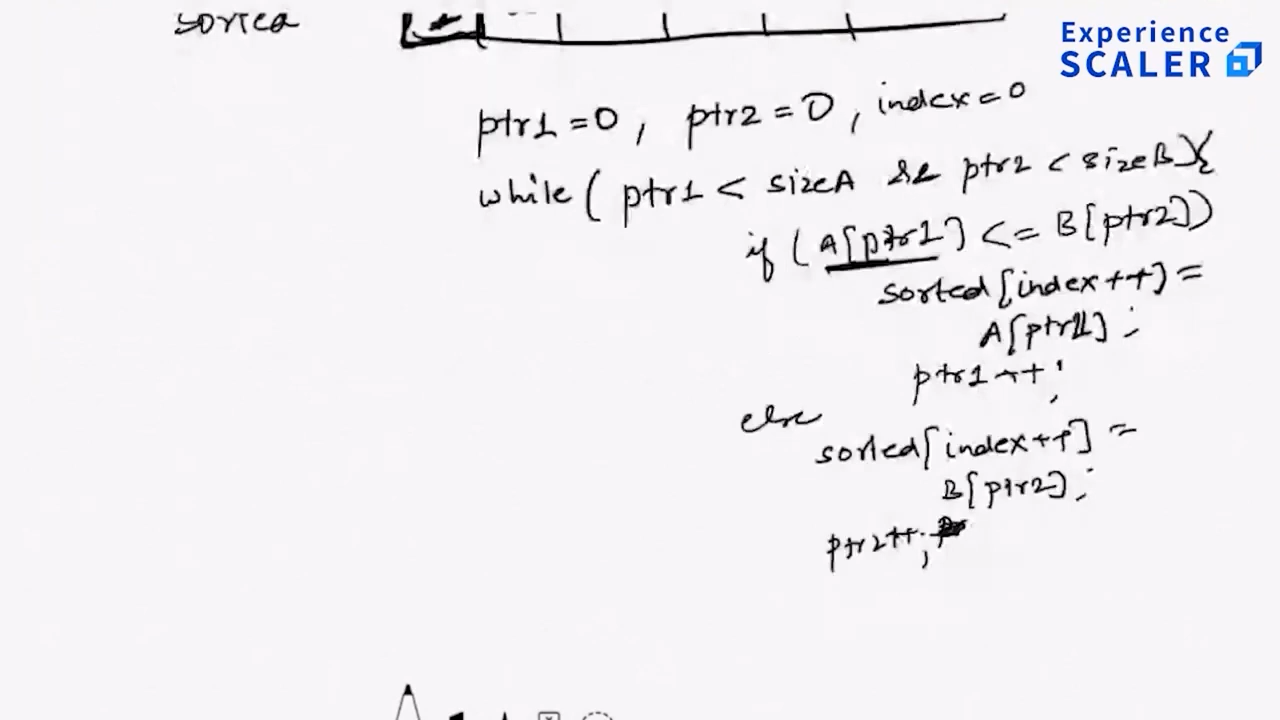 sorted
Experience
SCALER
ptr1 = 0, ptr2 = 0, index = 0
while( ptr1 < sizeA && ptr2 < sizeB){
if (A[ptr1] <= B[ptr2])
sorted[index++] =
A[ptr1];
ptr1++;
else
sorted[index++] =
B[ptr2];
ptr2++;